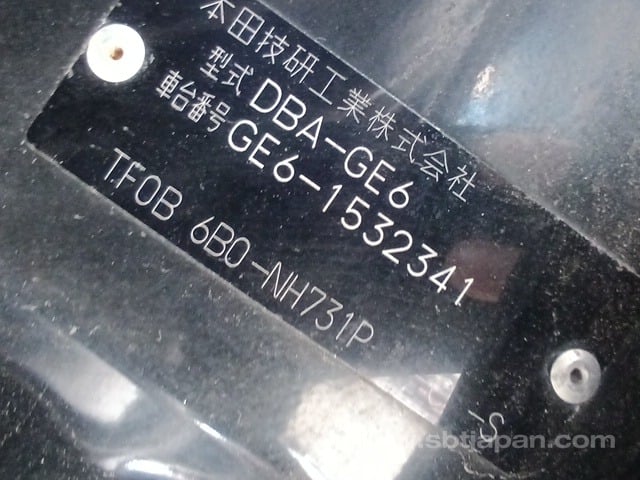 本田技研工業株式会社
型式 DBA-GE6
車台番号 GE6-1532341
T.F0B 6B0.-NH731P
-S
.sbtjapan.com